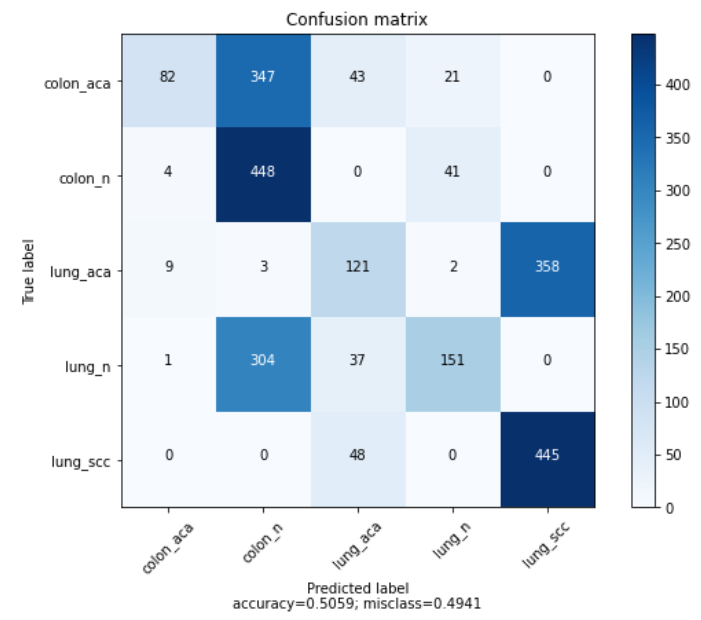 Confusion matrix
colon_aca 82 347 43 21 0
400
350
colon_n 4 448 0 41 0
300
250
True label
lung_aca 9 3 121 2 358
200
150
lung_n 1 304 37 151 0
100
50
lung_scc 0 0 48 0 445
0
colon_aca colon_n lung_aca lung_n lung_scc
Predicted label
accuracy=0.5059; misclass=0.4941